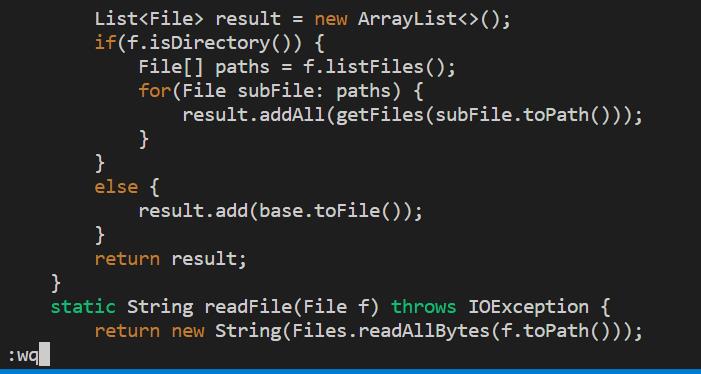 List<File> result = new ArrayList<>();
if(f.isDirectory()) {
File[] paths = f.listFiles();
for(File subFile: paths) {
result.addAll(getFiles(subFile.toPath()));
}
}
else {
result.add(base.toFile());
}
return result;
}
static String readFile(File f) throws IOException {
return new String(Files.readAllBytes(f.toPath()));
:wq